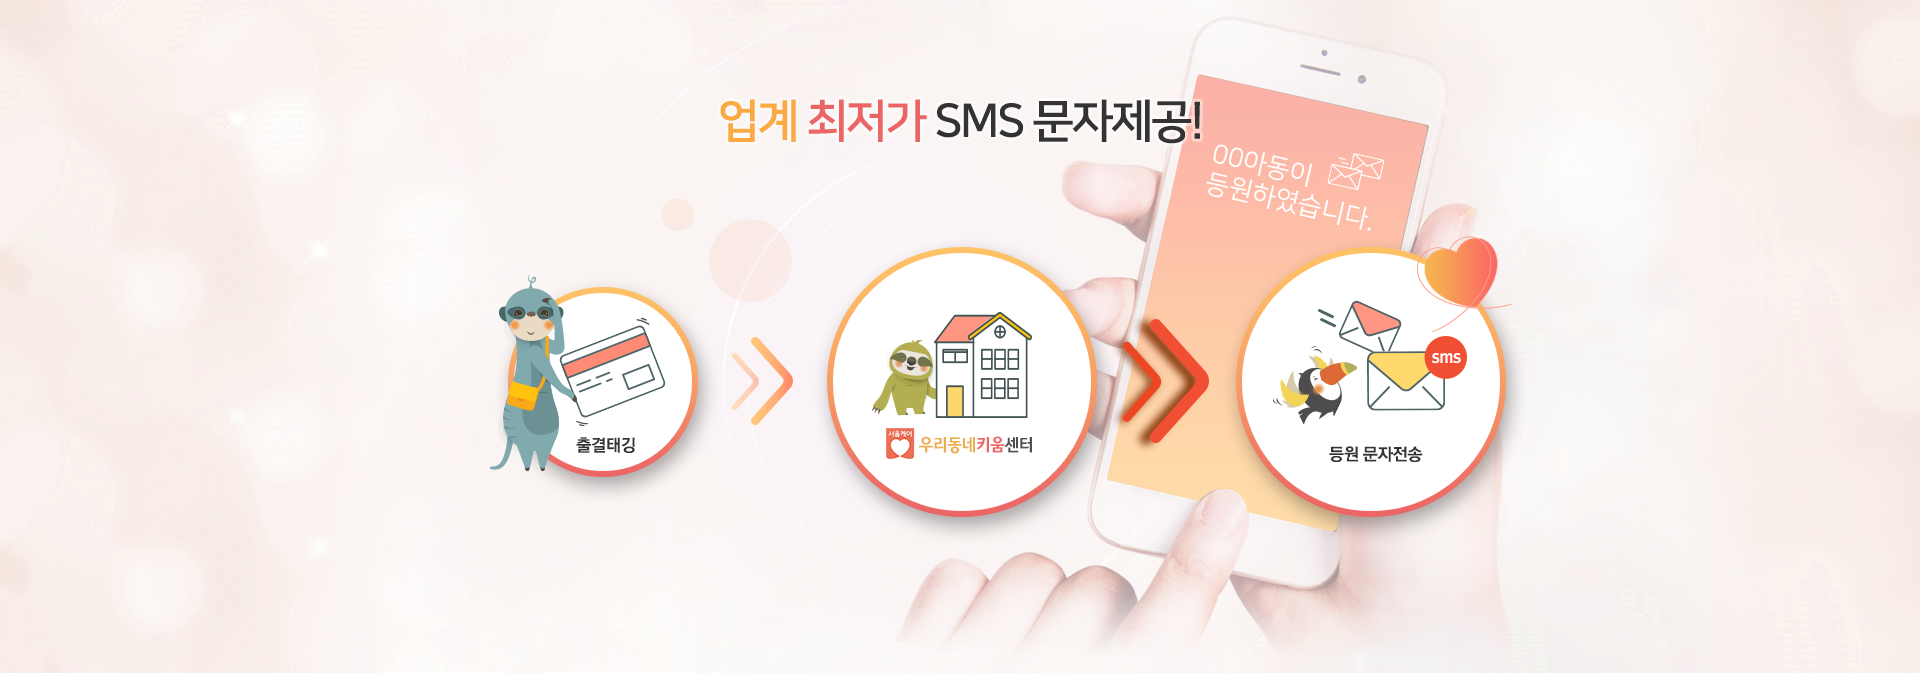 업계 최저가 SMS 문자제공!
00아동이
등원하였습니다.
출결태깅
서울케어
우리동네키움센터
sms
등원 문자전송